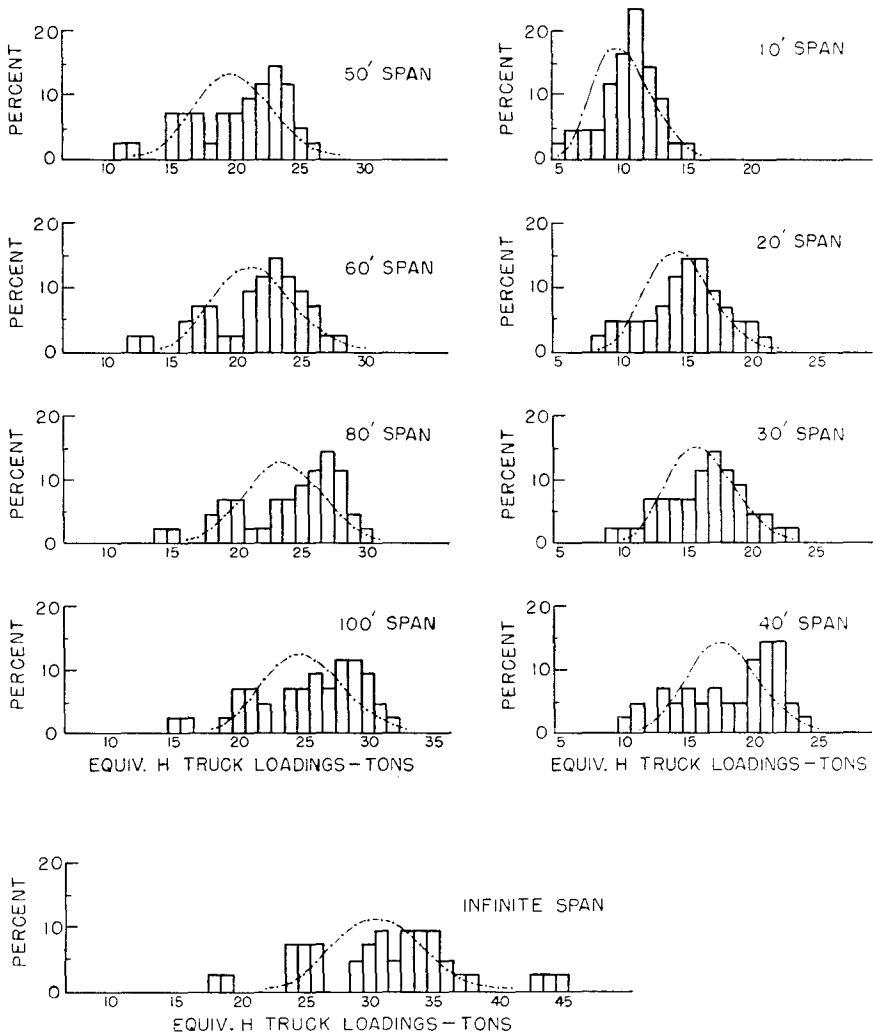 20
10
0
PERCENT
50' SPAN
10 15 20 25 30
20
10
0
PERCENT
10' SPAN
5 10 15 20
20
10
0
PERCENT
60' SPAN
10 15 20 25 30
20
10
0
PERCENT
20' SPAN
5 10 15 20 25
20
10
0
PERCENT
80' SPAN
10 15 20 25 30
20
10
0
PERCENT
30' SPAN
5 10 15 20 25
20
10
0
PERCENT
100' SPAN
10 15 20 25 30 35
EQUIV. H TRUCK LOADINGS-TONS
20
10
0
PERCENT
40' SPAN
5 10 15 20 25
EQUIV. H TRUCK LOADINGS-TONS
20
10
0
PERCENT
INFINITE SPAN
10 15 20 25 30 35 40 45
EQUIV. H TRUCK LOADINGS-TONS